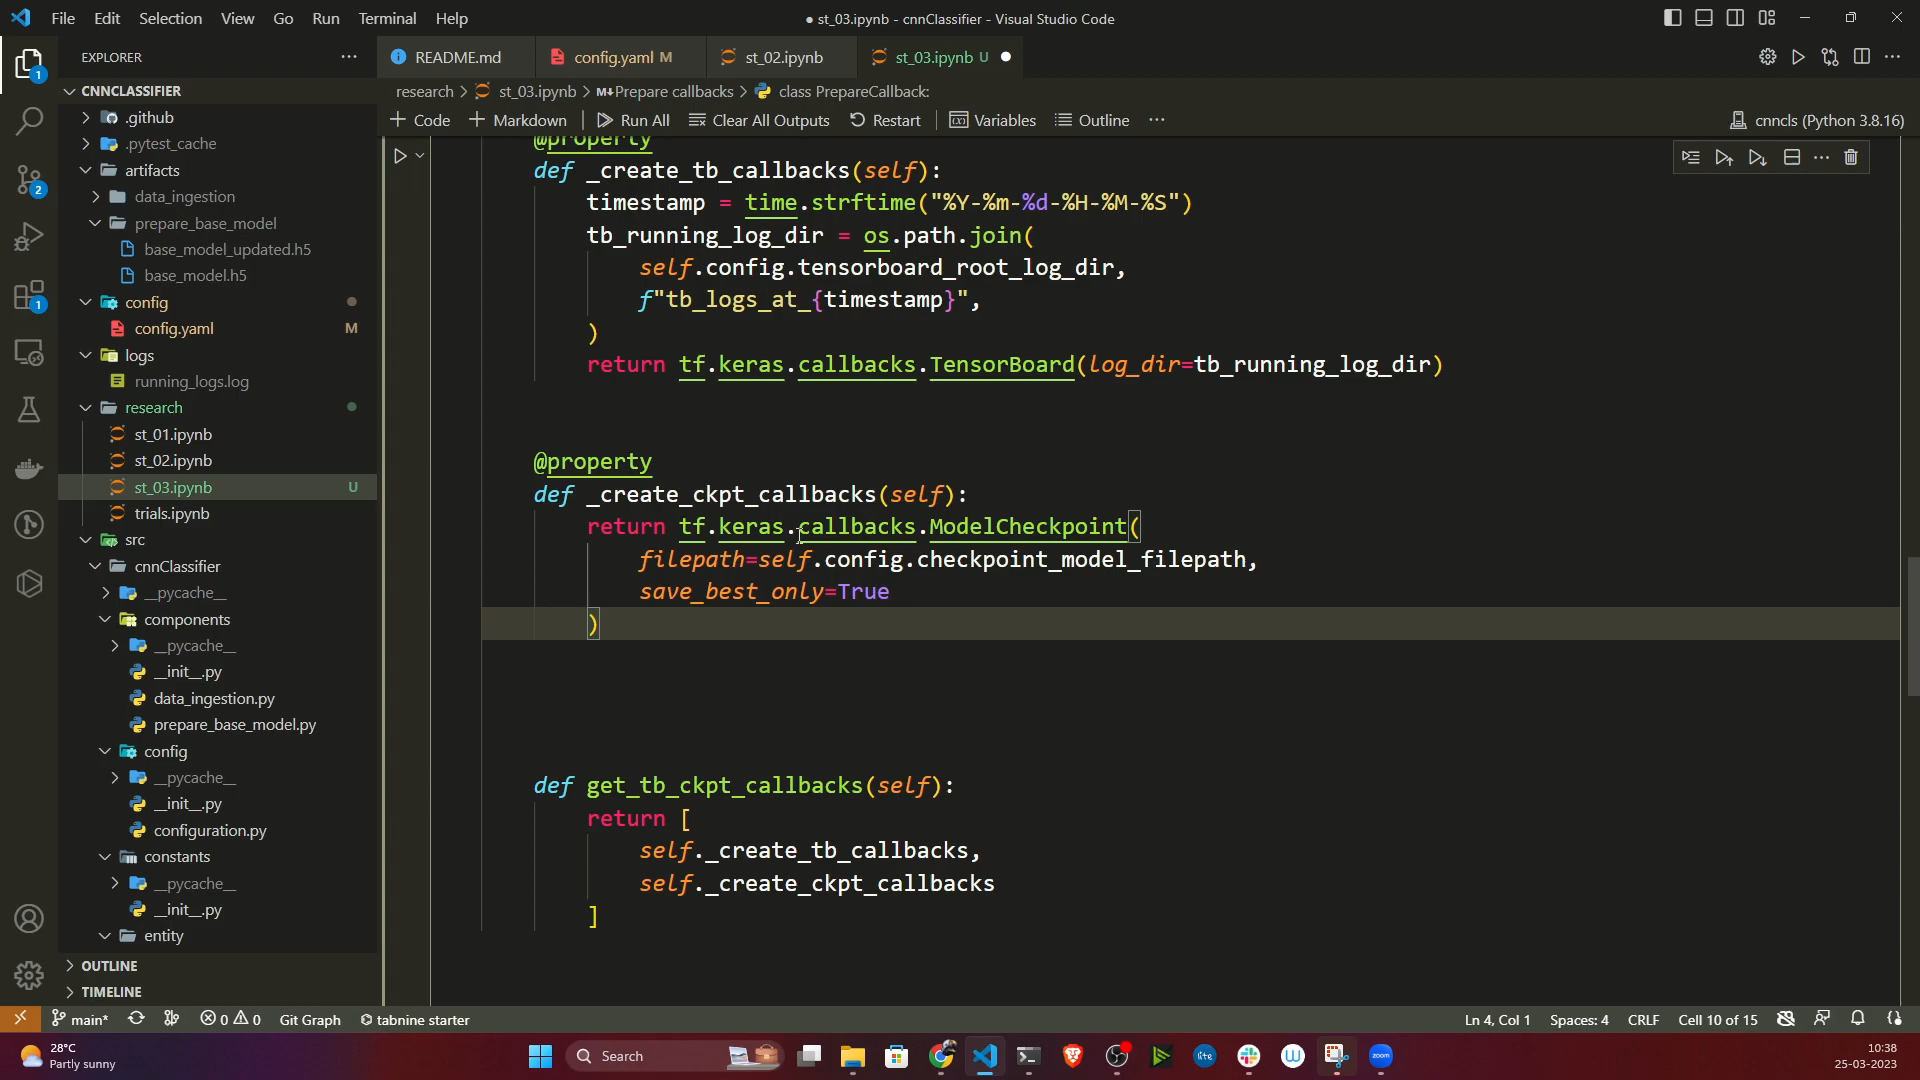 File Edit Selection View Go Run Terminal Help
● st_03.ipynb - cnnClassifier - Visual Studio Code
EXPLORER
README.md
config.yaml M
st_02.ipynb
st_03.ipynb U
CNNCLASSIFIER
research > st_03.ipynb > M↓Prepare callbacks > class PrepareCallback:
+ Code + Markdown Run All Clear All Outputs Restart Variables Outline ...
cnncls (Python 3.8.16)
.github
.pytest_cache
artifacts
data_ingestion
prepare_base_model
base_model_updated.h5
base_model.h5
config
config.yaml M
logs
running_logs.log
research
st_01.ipynb
st_02.ipynb
st_03.ipynb U
trials.ipynb
src
cnnClassifier
__pycache__
components
__pycache__
__init__.py
data_ingestion.py
prepare_base_model.py
config
__pycache__
__init__.py
configuration.py
constants
__pycache__
__init__.py
entity
OUTLINE
TIMELINE
1
2
1
@property
def _create_tb_callbacks(self):
timestamp = time.strftime("%Y-%m-%d-%H-%M-%S")
tb_running_log_dir = os.path.join(
self.config.tensorboard_root_log_dir,
f"tb_logs_at_{timestamp}",
)
return tf.keras.callbacks.TensorBoard(log_dir=tb_running_log_dir)
@property
def _create_ckpt_callbacks(self):
return tf.keras.callbacks.ModelCheckpoint(
filepath=self.config.checkpoint_model_filepath,
save_best_only=True
)
def get_tb_ckpt_callbacks(self):
return [
self._create_tb_callbacks,
self._create_ckpt_callbacks
]
main* 0 0 Git Graph tabnine starter
Ln 4, Col 1 Spaces: 4 CRLF Cell 10 of 15
28°C
Partly sunny
Search
lite
zoom
10:38
25-03-2023